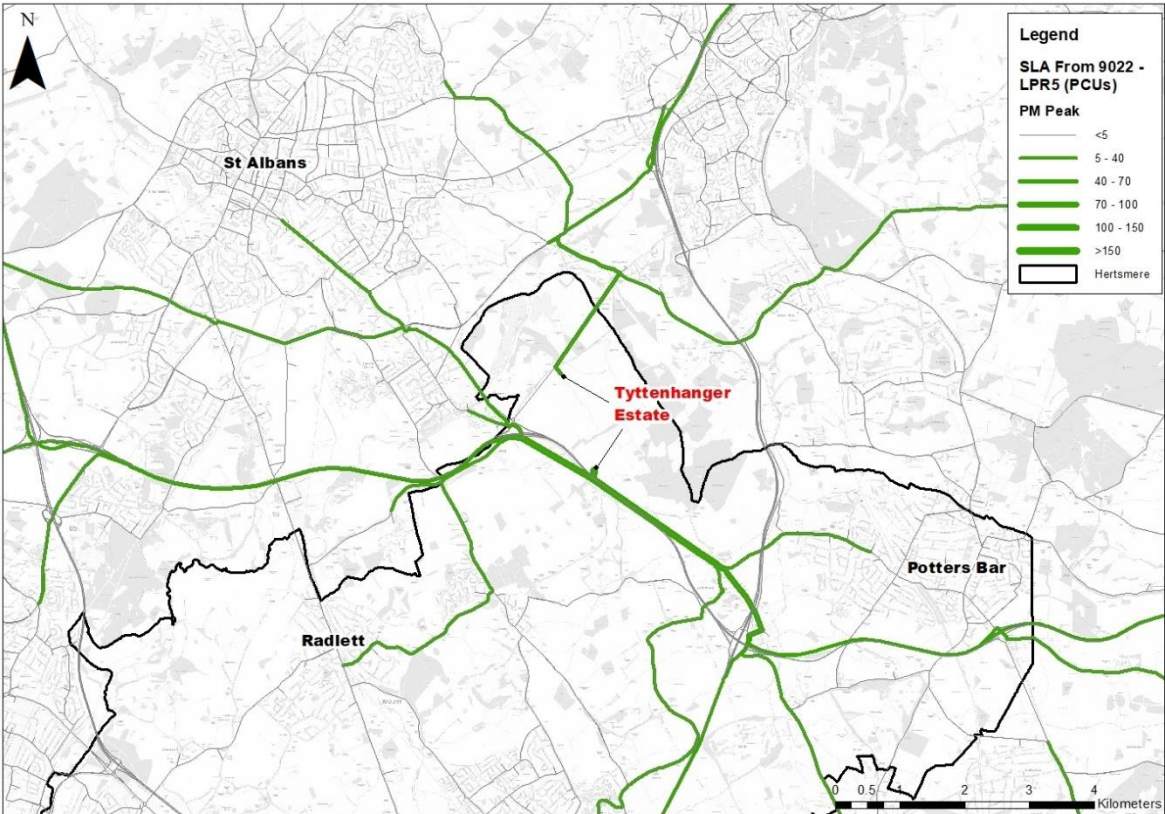 N
St Albans
Tyttenhanger
Estate
Potters Bar
Radlett
Legend
SLA From 9022 -
LPR5 (PCUs)
PM Peak
<5
5 - 40
40 - 70
70 - 100
100 - 150
>150
Hertsmere
0 0.5 1 2 3 4
Kilometers